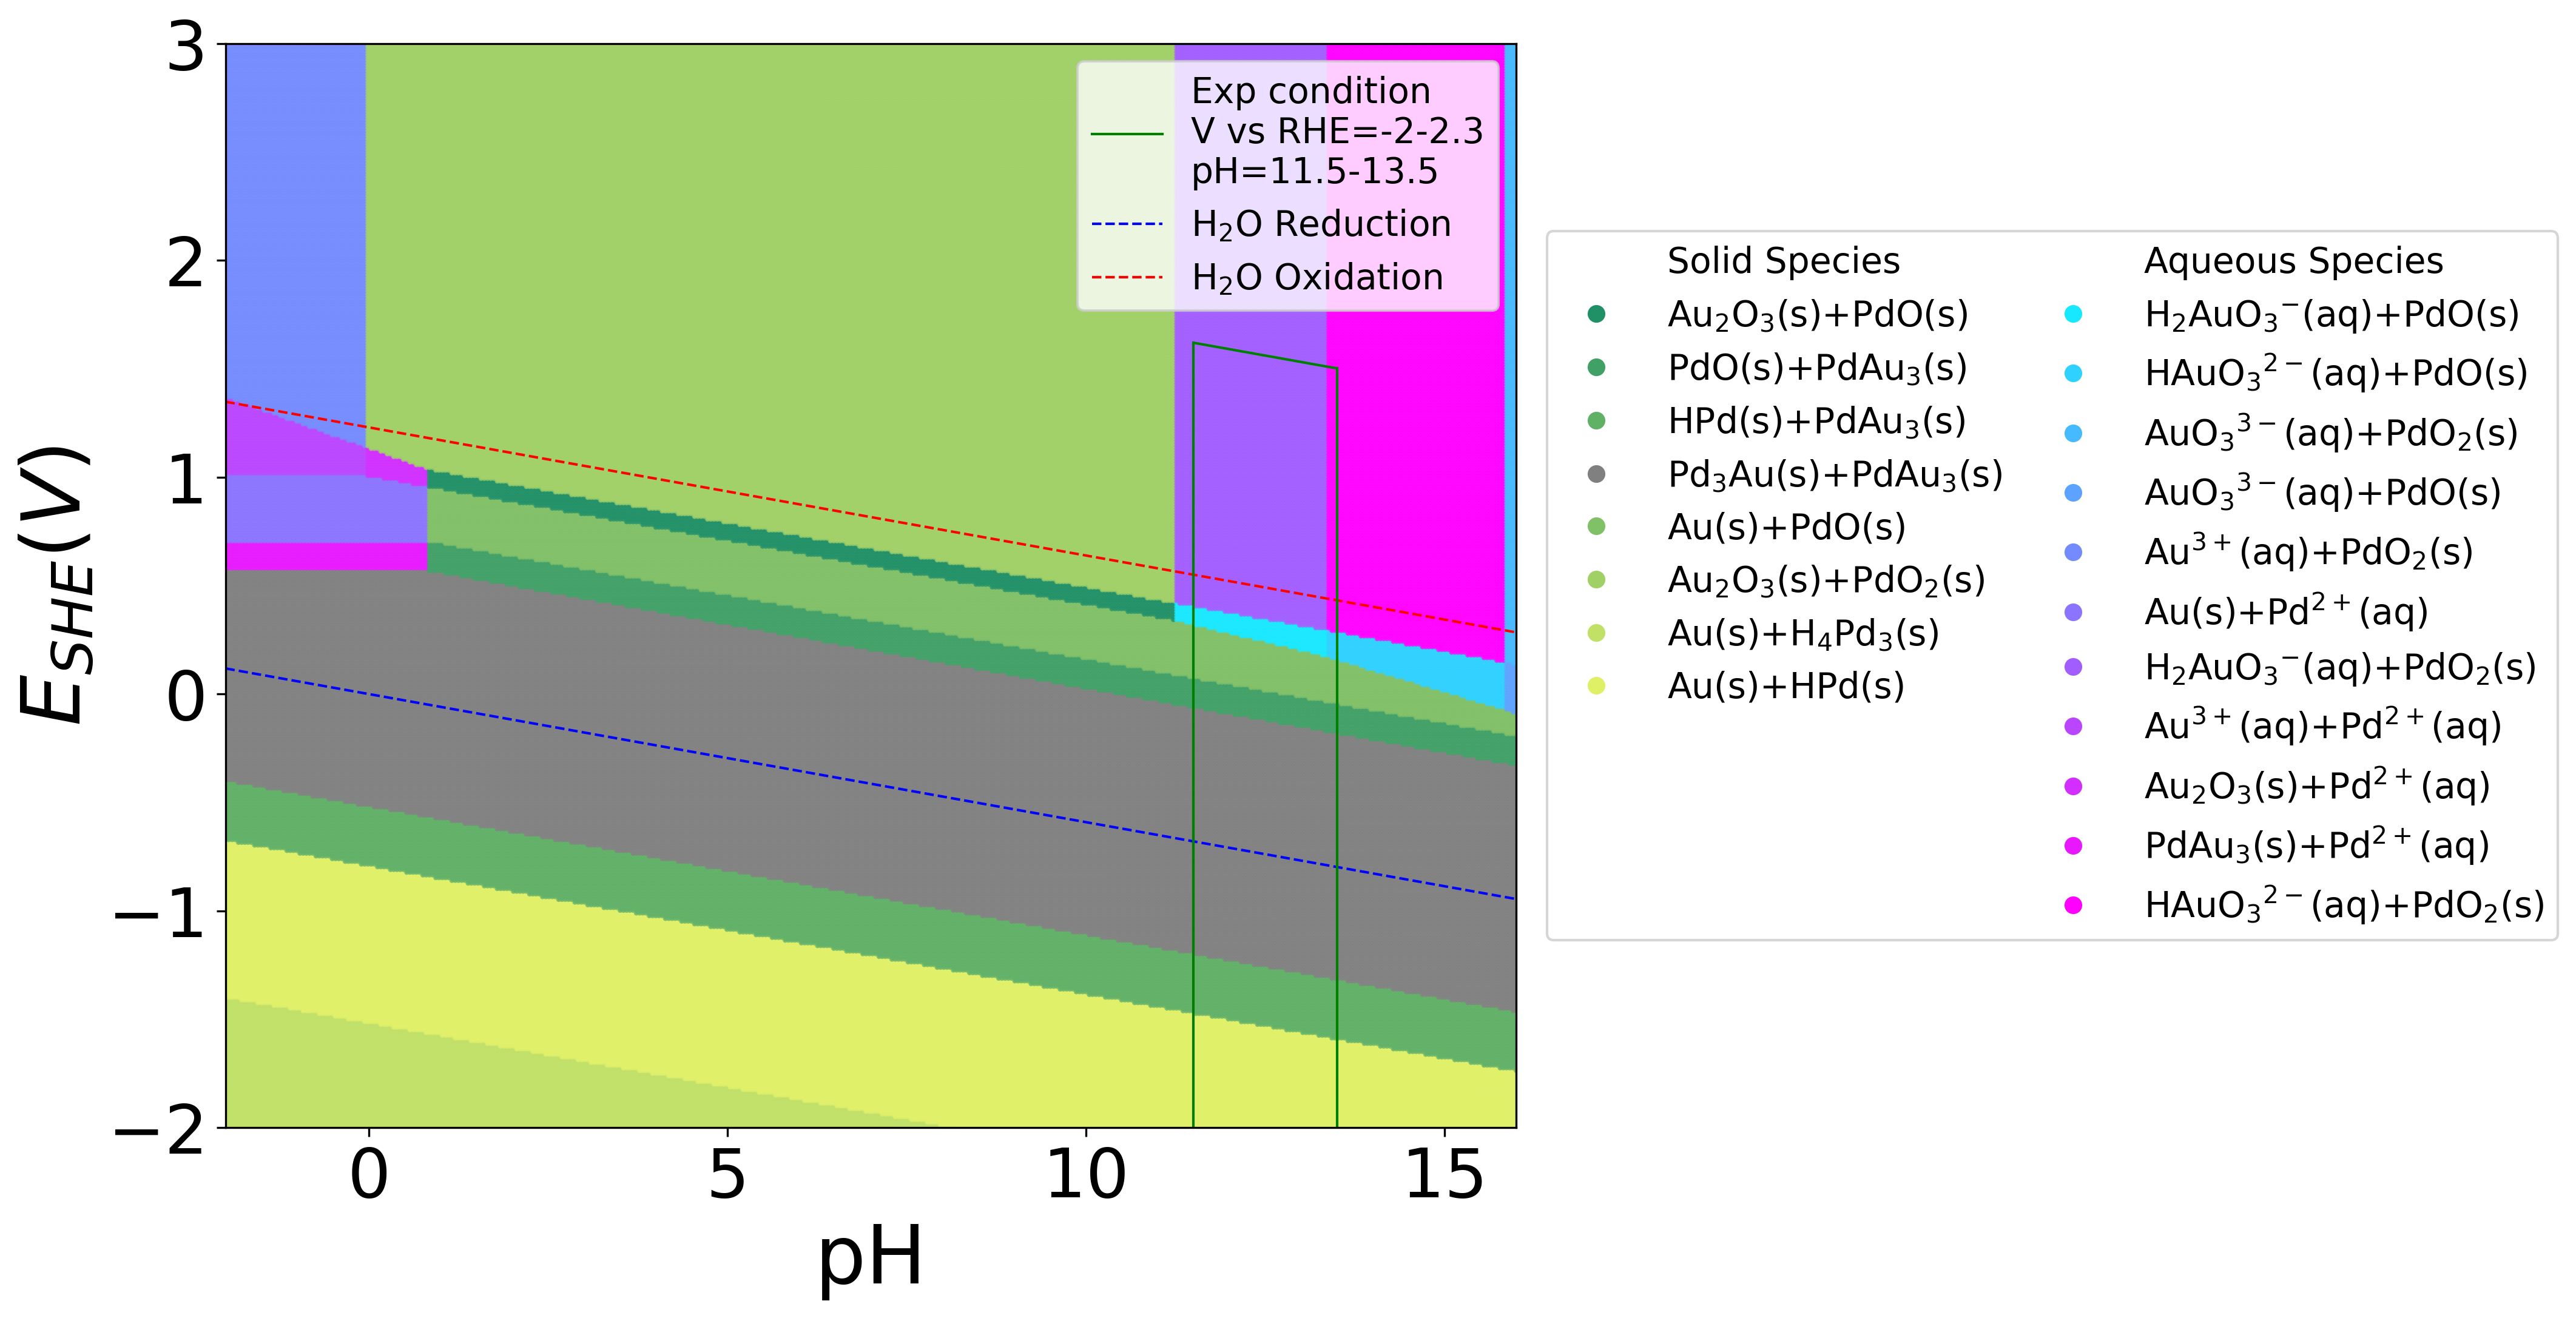 3
2
1
0
−1
−2
E_SHE(V)
0
5
10
15
pH
Exp condition
V vs RHE=-2-2.3
pH=11.5-13.5
H₂O Reduction
H₂O Oxidation
Solid Species
Au₂O₃(s)+PdO(s)
PdO(s)+PdAu₃(s)
HPd(s)+PdAu₃(s)
Pd₃Au(s)+PdAu₃(s)
Au(s)+PdO(s)
Au₂O₃(s)+PdO₂(s)
Au(s)+H₄Pd₃(s)
Au(s)+HPd(s)
Aqueous Species
H₂AuO₃⁻(aq)+PdO(s)
HAuO₃²⁻(aq)+PdO(s)
AuO₃³⁻(aq)+PdO₂(s)
AuO₃³⁻(aq)+PdO(s)
Au³⁺(aq)+PdO₂(s)
Au(s)+Pd²⁺(aq)
H₂AuO₃⁻(aq)+PdO₂(s)
Au³⁺(aq)+Pd²⁺(aq)
Au₂O₃(s)+Pd²⁺(aq)
PdAu₃(s)+Pd²⁺(aq)
HAuO₃²⁻(aq)+PdO₂(s)